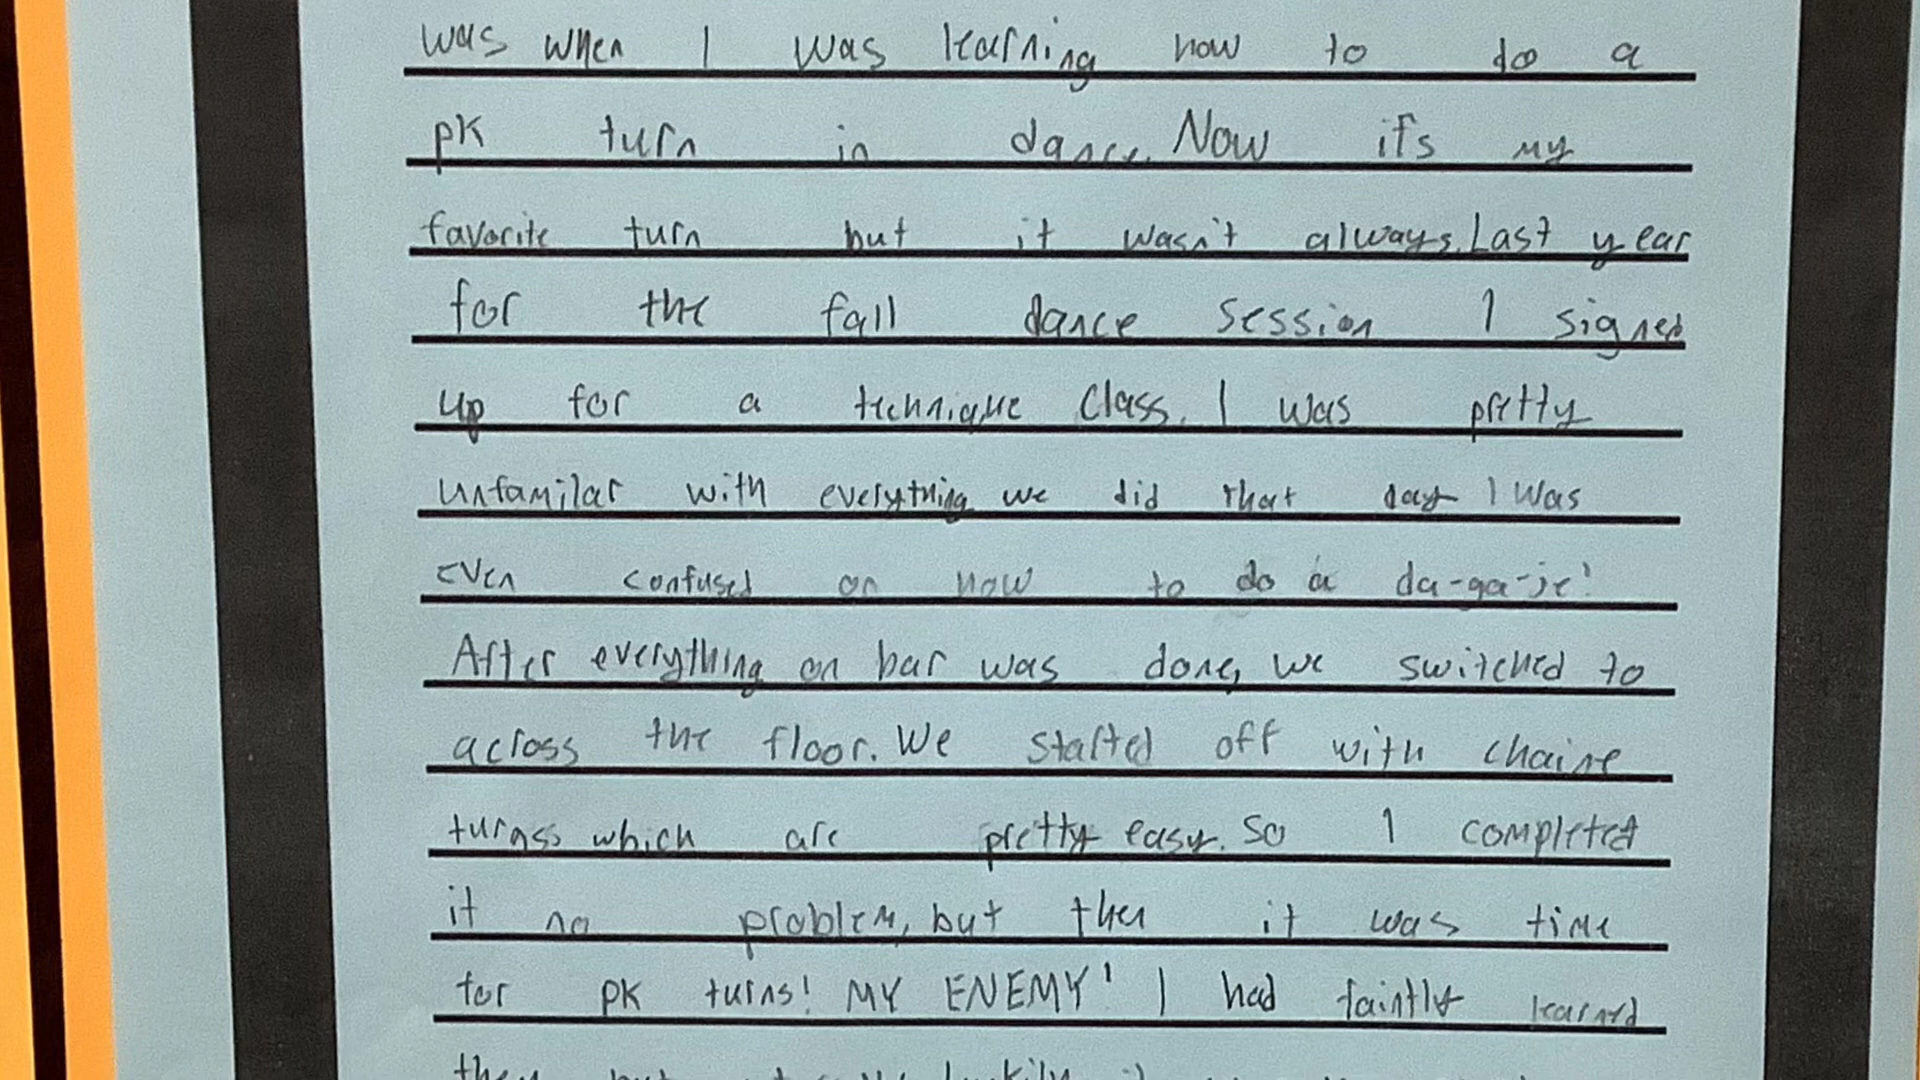 was when I was learning how to do a
pk turn in dance. Now it's my
favorite turn but it wasn't always. Last year
for the fall dance session I signed
up for a technique class. I was pretty
unfamilar with everything we did that day I was
even confused on how to do a da-ga-je!
After everything on bar was done, we switched to
across the floor. We started off with chaine
turnss which are pretty easy. So I completed
it no problem, but then it was time
for pk turns! MY ENEMY! I had faintly learned